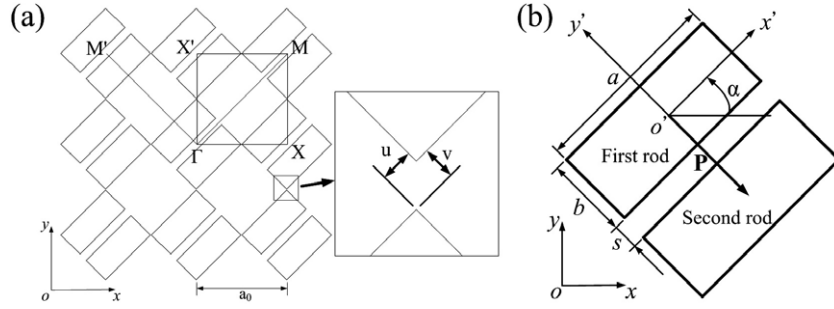 (a)
M'
X'
M
Γ
X
u
v
y
o
x
a₀
(b)
y'
x'
a
α
o'
First rod
P
b
Second rod
s
y
o
x